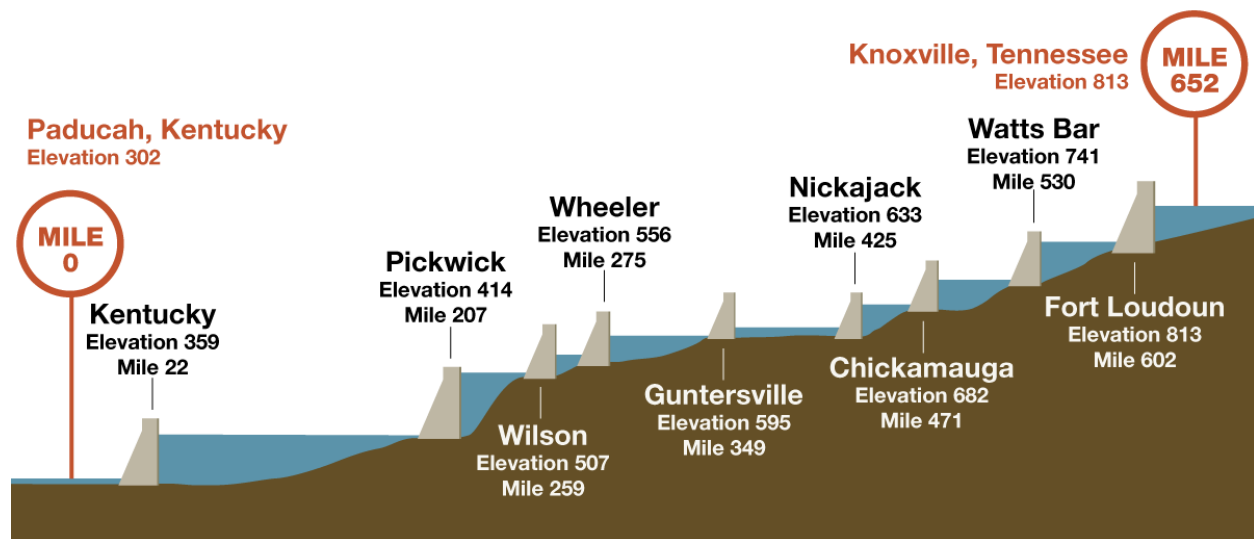 MILE
0
Paducah, Kentucky
Elevation 302
Kentucky
Elevation 359
Mile 22
Pickwick
Elevation 414
Mile 207
Wilson
Elevation 507
Mile 259
Wheeler
Elevation 556
Mile 275
Guntersville
Elevation 595
Mile 349
Nickajack
Elevation 633
Mile 425
Chickamauga
Elevation 682
Mile 471
Watts Bar
Elevation 741
Mile 530
Fort Loudoun
Elevation 813
Mile 602
Knoxville, Tennessee
Elevation 813
MILE
652